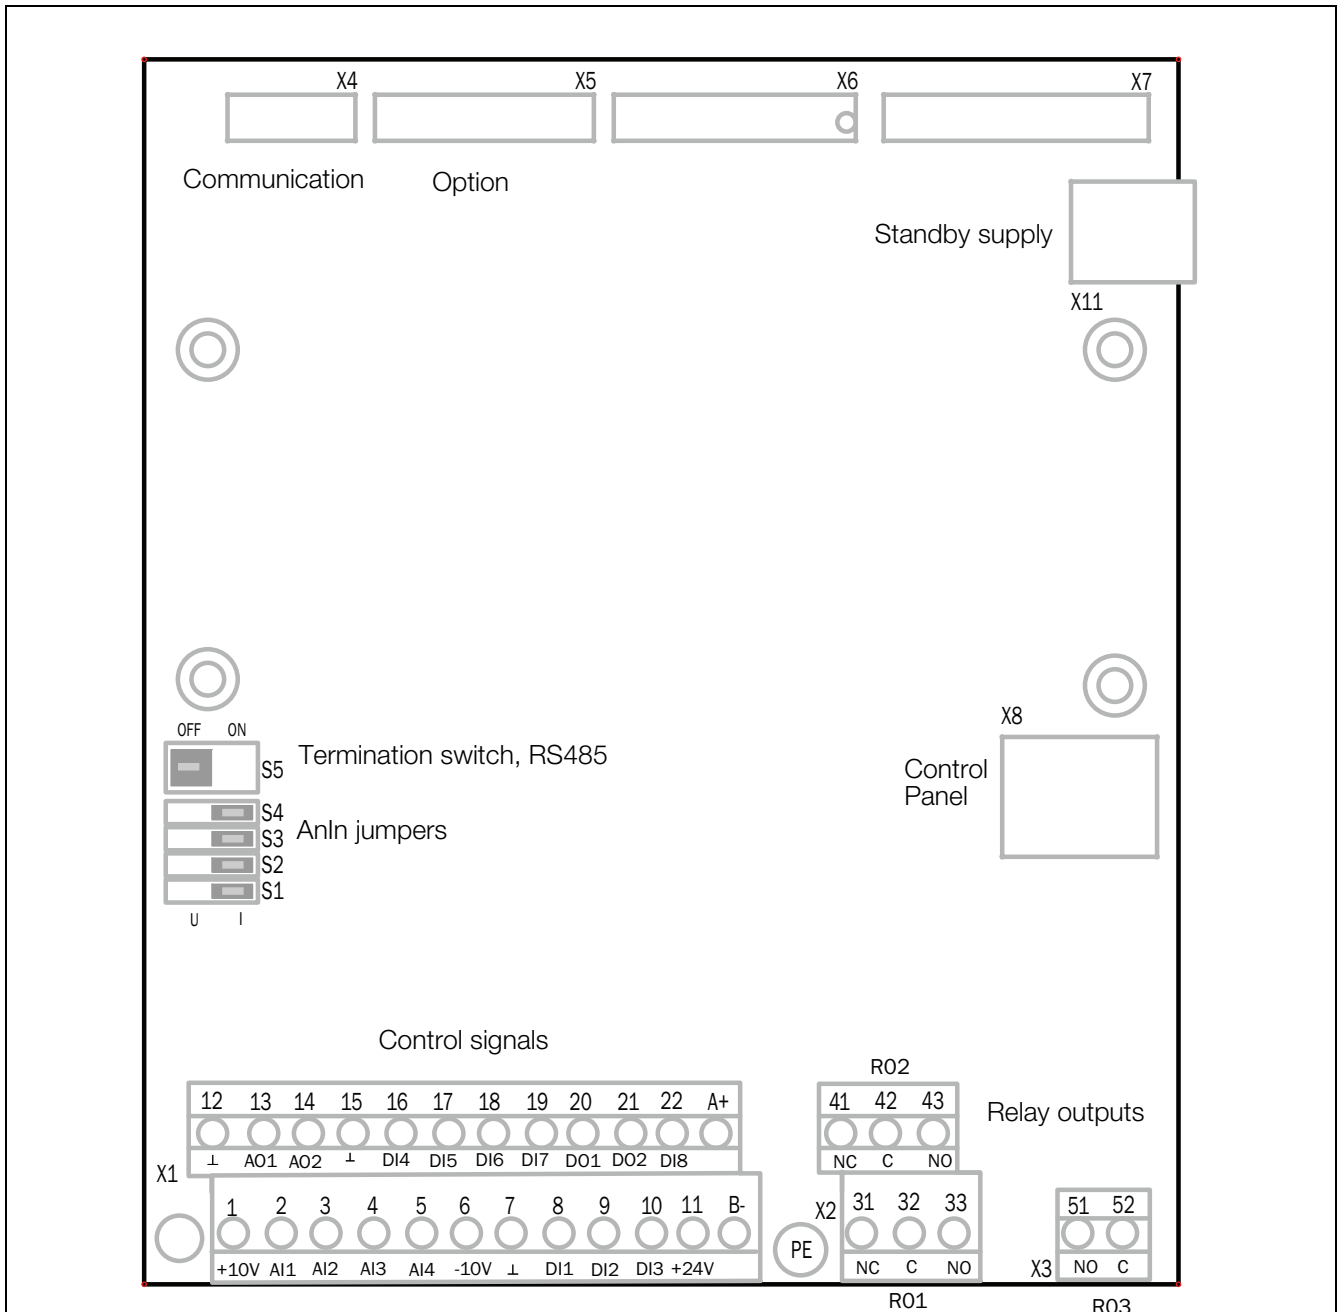 X4 X5 X6 X7
Communication Option
Standby supply
X11
OFF ON
X8
Termination switch, RS485
S5
Control
Panel
S4
AnIn jumpers
S3
S2
S1
U I
Control signals
R02
12 13 14 15 16 17 18 19 20 21 22 A+
41 42 43
Relay outputs
⊥ AO1 AO2 ⊥ DI4 DI5 DI6 DI7 DO1 DO2 DI8
NC C NO
X1
1 2 3 4 5 6 7 8 9 10 11 B-
X2
31 32 33
51 52
PE
+10V AI1 AI2 AI3 AI4 -10V ⊥ DI1 DI2 DI3 +24V
NC C NO
X3
NO C
R01
R03